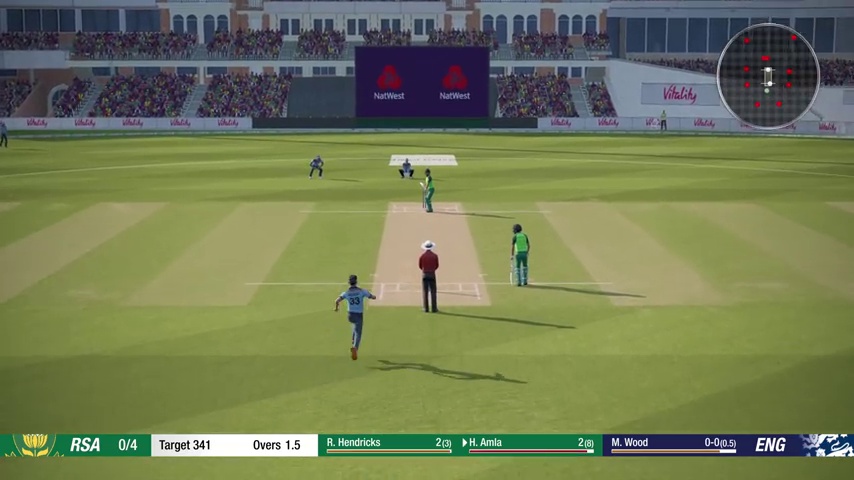 NatWest NatWest
Vitality
Vitality Vitality Vitality Vitality Vitality Vitality Vitality Vitality Vitality
33
RSA 0/4 Target 341 Overs 1.5 R. Hendricks 2(3) H. Amla 2(8) M. Wood 0-0(0.5) ENG